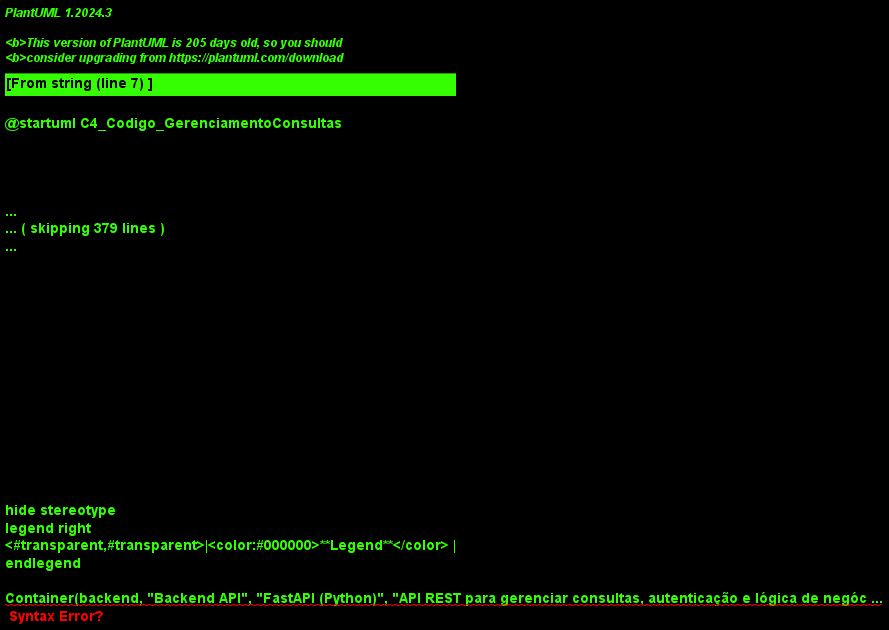 PlantUML 1.2024.3
<b>This version of PlantUML is 205 days old, so you should
<b>consider upgrading from https://plantuml.com/download
[From string (line 7) ]
@startuml C4_Codigo_GerenciamentoConsultas
...
... ( skipping 379 lines )
...
hide stereotype
legend right
<#transparent,#transparent>|<color:#000000>**Legend**</color> |
endlegend
Container(backend, "Backend API", "FastAPI (Python)", "API REST para gerenciar consultas, autenticação e lógica de negóc ...
Syntax Error?